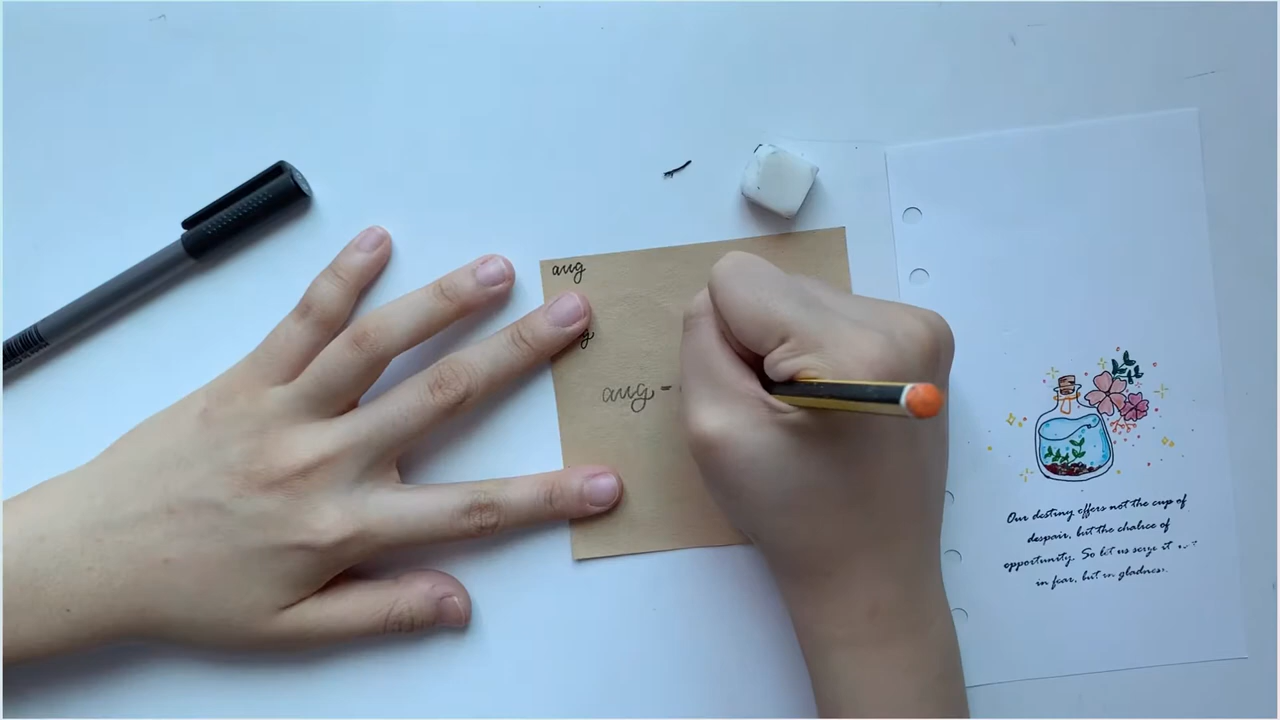 aug
g
aug -
Our destiny offers not the cup of
despair, but the chalice of
opportunity. So let us serve it
in fear, but in gladness.